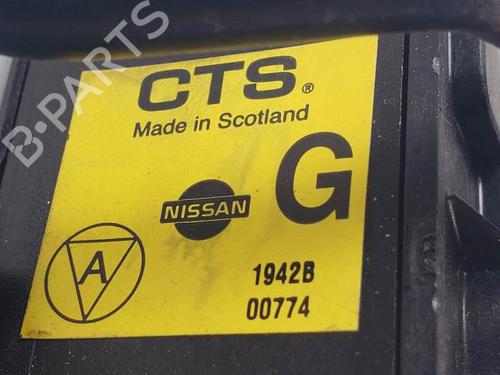 B-PARTS
CTS®
Made in Scotland
NISSAN
G
A
1942B
00774